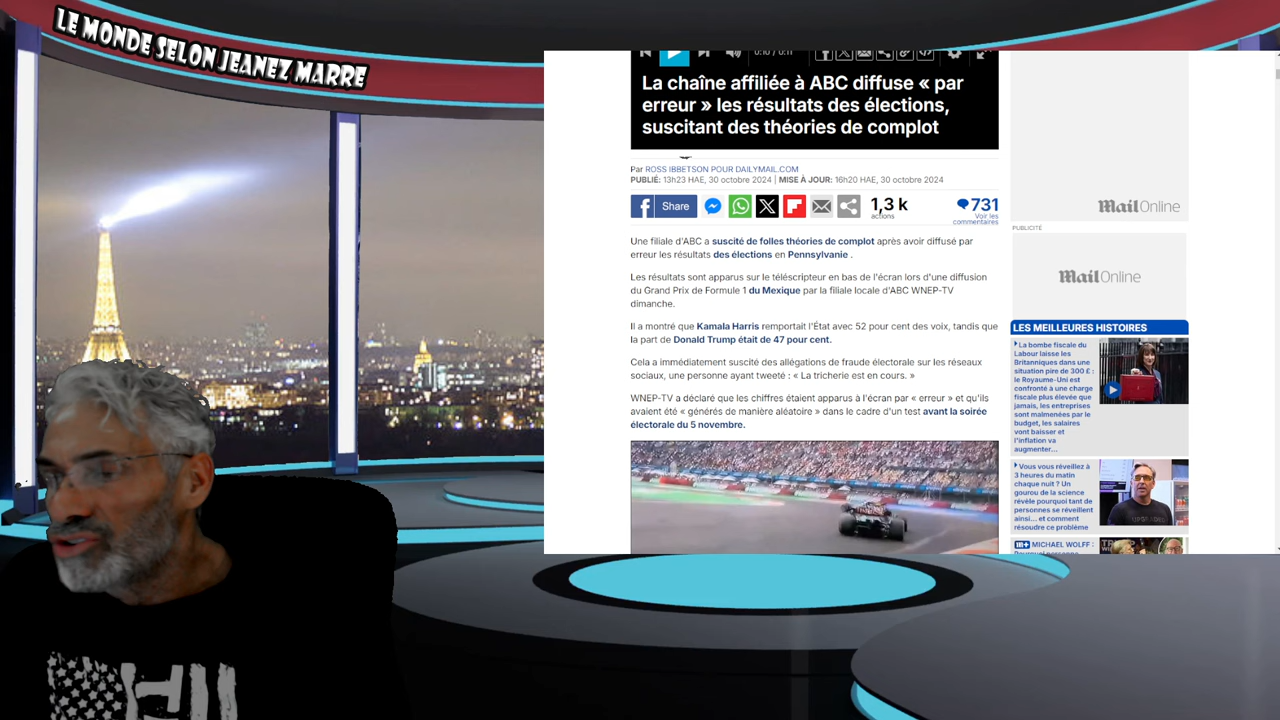 LE MONDE SELON JEANEZ MARRE
La chaîne affiliée à ABC diffuse « par
erreur » les résultats des élections,
suscitant des théories de complot
Par ROSS IBBETSON POUR DAILYMAIL.COM
PUBLIÉ: 13h23 HAE, 30 octobre 2024 | MISE À JOUR: 16h20 HAE, 30 octobre 2024
Share
1,3 k
actions
731
Voir les
commentaires
Une filiale d'ABC a suscité de folles théories de complot après avoir diffusé par
erreur les résultats des élections en Pennsylvanie .
Les résultats sont apparus sur le téléscripteur en bas de l'écran lors d'une diffusion
du Grand Prix de Formule 1 du Mexique par la filiale locale d'ABC WNEP-TV
dimanche.
Il a montré que Kamala Harris remportait l'État avec 52 pour cent des voix, tandis que
la part de Donald Trump était de 47 pour cent.
Cela a immédiatement suscité des allégations de fraude électorale sur les réseaux
sociaux, une personne ayant tweeté : « La tricherie est en cours. »
WNEP-TV a déclaré que les chiffres étaient apparus à l'écran par « erreur » et qu'ils
avaient été « générés de manière aléatoire » dans le cadre d'un test avant la soirée
électorale du 5 novembre.
MailOnline
PUBLICITÉ
MailOnline
LES MEILLEURES HISTOIRES
La bombe fiscale du
Labour laisse les
Britanniques dans une
situation pire de 300 £ :
le Royaume-Uni est
confronté à une charge
fiscale plus élevée que
jamais, les entreprises
sont malmenées par le
budget, les salaires
vont baisser et
l'inflation va
augmenter...
Vous vous réveillez à
3 heures du matin
chaque nuit ? Un
gourou de la science
révèle pourquoi tant de
personnes se réveillent
ainsi... et comment
résoudre ce problème
MICHAEL WOLFF :